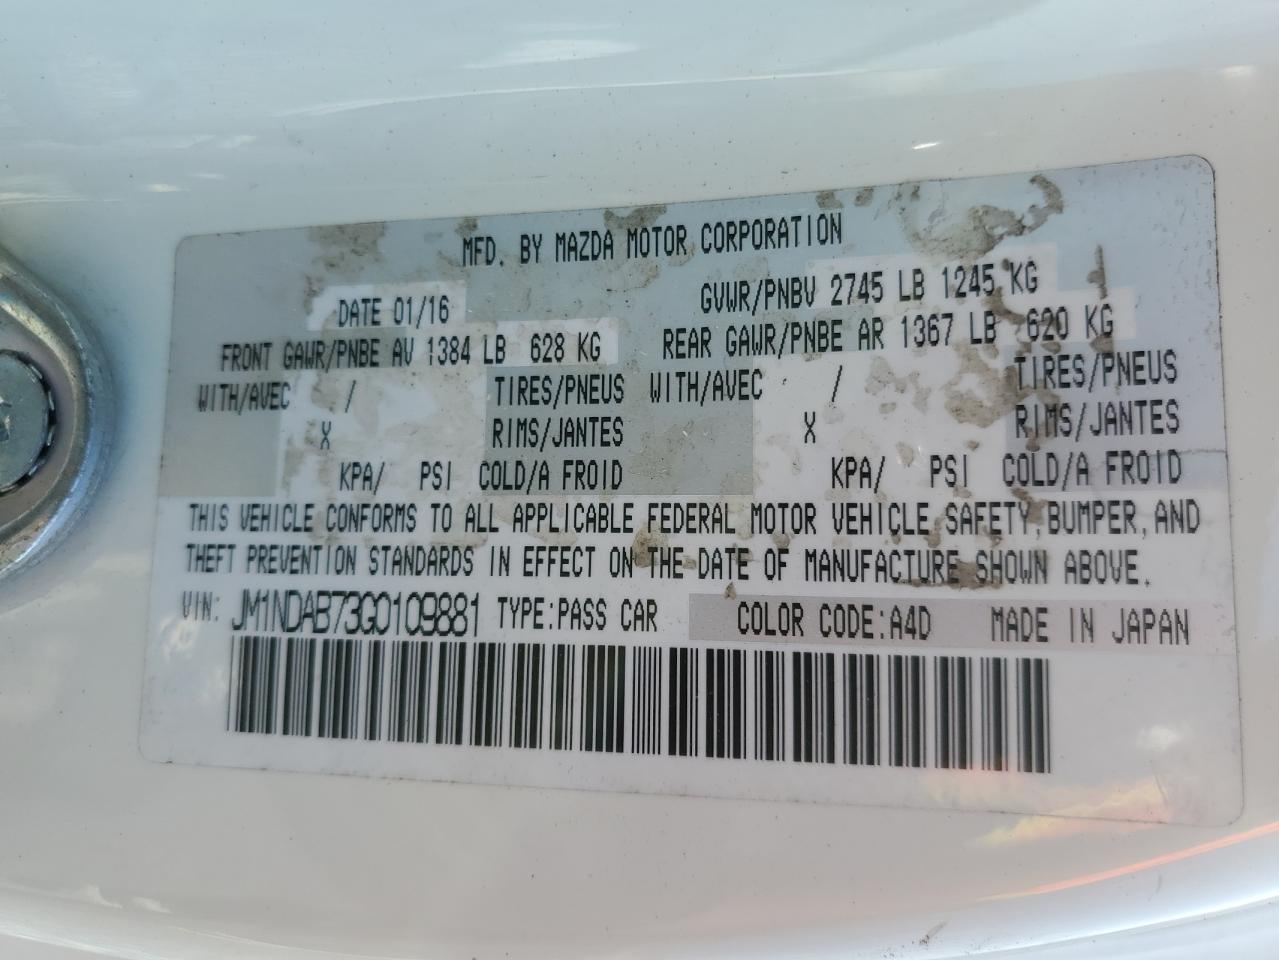 MFD. BY MAZDA MOTOR CORPORATION
DATE 01/16 GVWR/PNBV 2745 LB 1245 KG
FRONT GAWR/PNBE AV 1384 LB 628 KG REAR GAWR/PNBE AR 1367 LB 620 KG
WITH/AVEC / TIRES/PNEUS WITH/AVEC / TIRES/PNEUS
X RIMS/JANTES X RIMS/JANTES
KPA/ PSI COLD/A FROID KPA/ PSI COLD/A FROID
THIS VEHICLE CONFORMS TO ALL APPLICABLE FEDERAL MOTOR VEHICLE SAFETY, BUMPER, AND
THEFT PREVENTION STANDARDS IN EFFECT ON THE DATE OF MANUFACTURE SHOWN ABOVE.
VIN: JM1NDAB73G0109881 TYPE:PASS CAR COLOR CODE:A4D MADE IN JAPAN